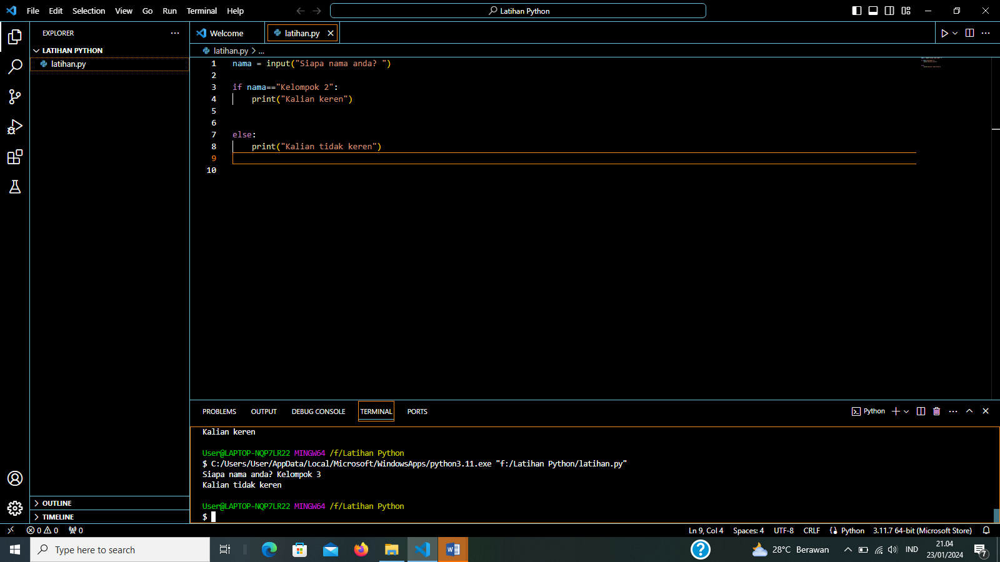 File Edit Selection View Go Run Terminal Help
Latihan Python
EXPLORER
LATIHAN PYTHON
latihan.py
Welcome
latihan.py
latihan.py > ...
1 nama = input("Siapa nama anda? ")
2
3 if nama=="Kelompok 2":
4     print("Kalian keren")
5
6
7 else:
8     print("Kalian tidak keren")
9
10
PROBLEMS OUTPUT DEBUG CONSOLE TERMINAL PORTS
Python
Kalian keren
User@LAPTOP-NQP7LR22 MINGW64 /f/Latihan Python
$ C:/Users/User/AppData/Local/Microsoft/WindowsApps/python3.11.exe "f:/Latihan Python/latihan.py"
Siapa nama anda? Kelompok 3
Kalian tidak keren
User@LAPTOP-NQP7LR22 MINGW64 /f/Latihan Python
$
OUTLINE
TIMELINE
0 0 0
Ln 9, Col 4 Spaces: 4 UTF-8 CRLF Python 3.11.7 64-bit (Microsoft Store)
Type here to search
28°C Berawan
IND
21.04
23/01/2024
7